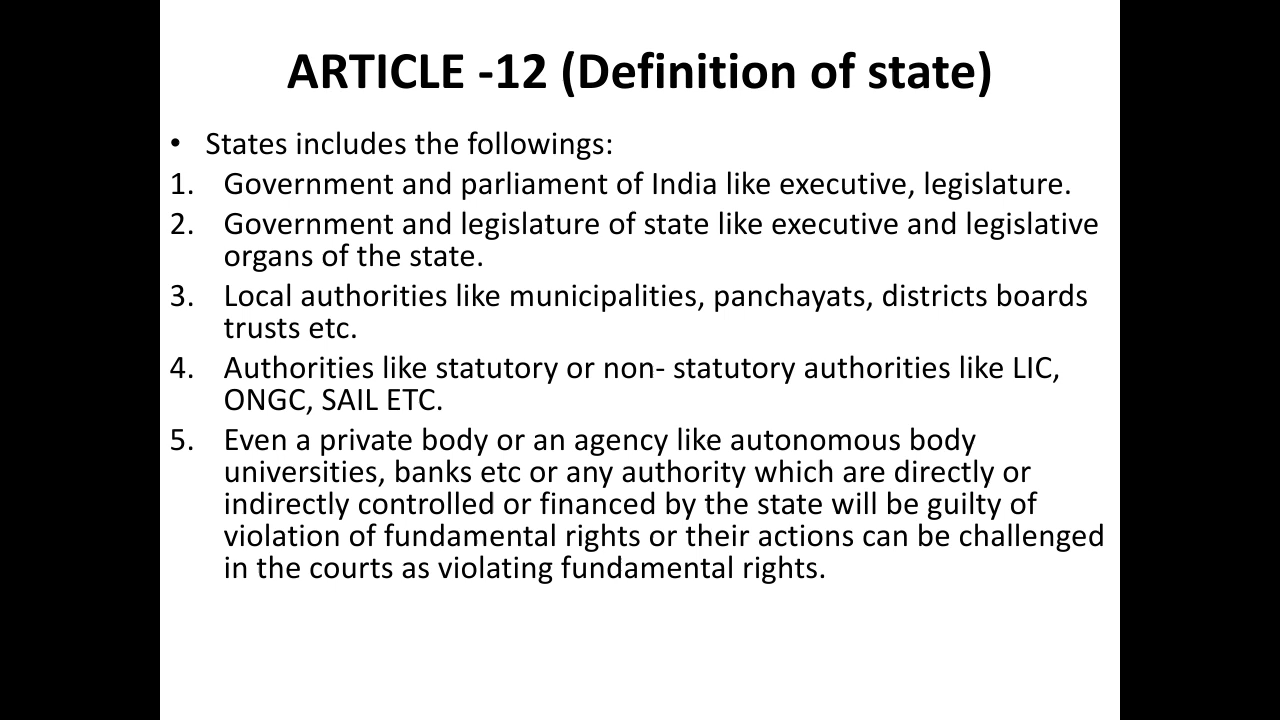 ARTICLE -12 (Definition of state)
• States includes the followings:
1. Government and parliament of India like executive, legislature.
2. Government and legislature of state like executive and legislative
organs of the state.
3. Local authorities like municipalities, panchayats, districts boards
trusts etc.
4. Authorities like statutory or non- statutory authorities like LIC,
ONGC, SAIL ETC.
5. Even a private body or an agency like autonomous body
universities, banks etc or any authority which are directly or
indirectly controlled or financed by the state will be guilty of
violation of fundamental rights or their actions can be challenged
in the courts as violating fundamental rights.